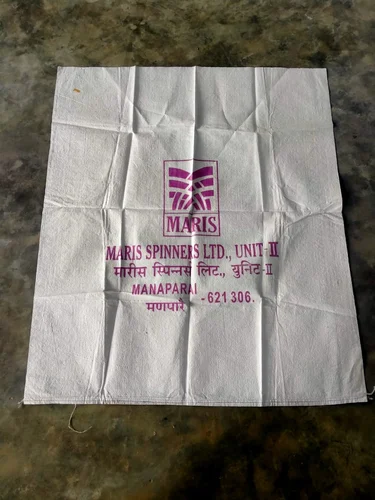 MARIS
MARIS SPINNERS LTD., UNIT-II
मारीस स्पिन्नर्स लिट., युनिट-II
MANAPARAI - 621 306.
मणपारै